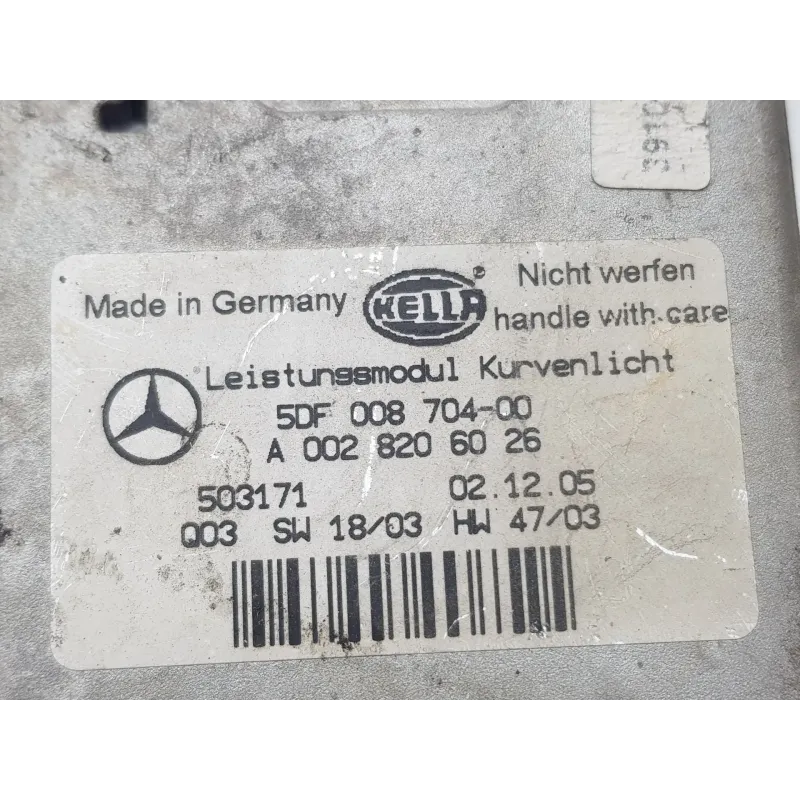 3910
Made in Germany HELLA ® Nicht werfen
handle with care
Leistungsmodul Kurvenlicht
5DF 008 704-00
A 002 820 60 26
503171 02.12.05
Q03 SW 18/03 HW 47/03